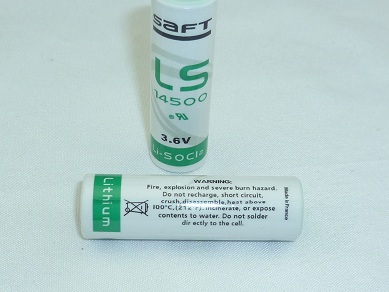 SAFT
LS
14500
3.6V
Li-SOCl2
Lithium
WARNING:
Fire, explosion and severe burn hazard.
Do not recharge, short circuit,
crush, disassemble, heat above
100°C, (212°F), incinerate, or expose
contents to water. Do not solder
directly to the cell.
Made in France